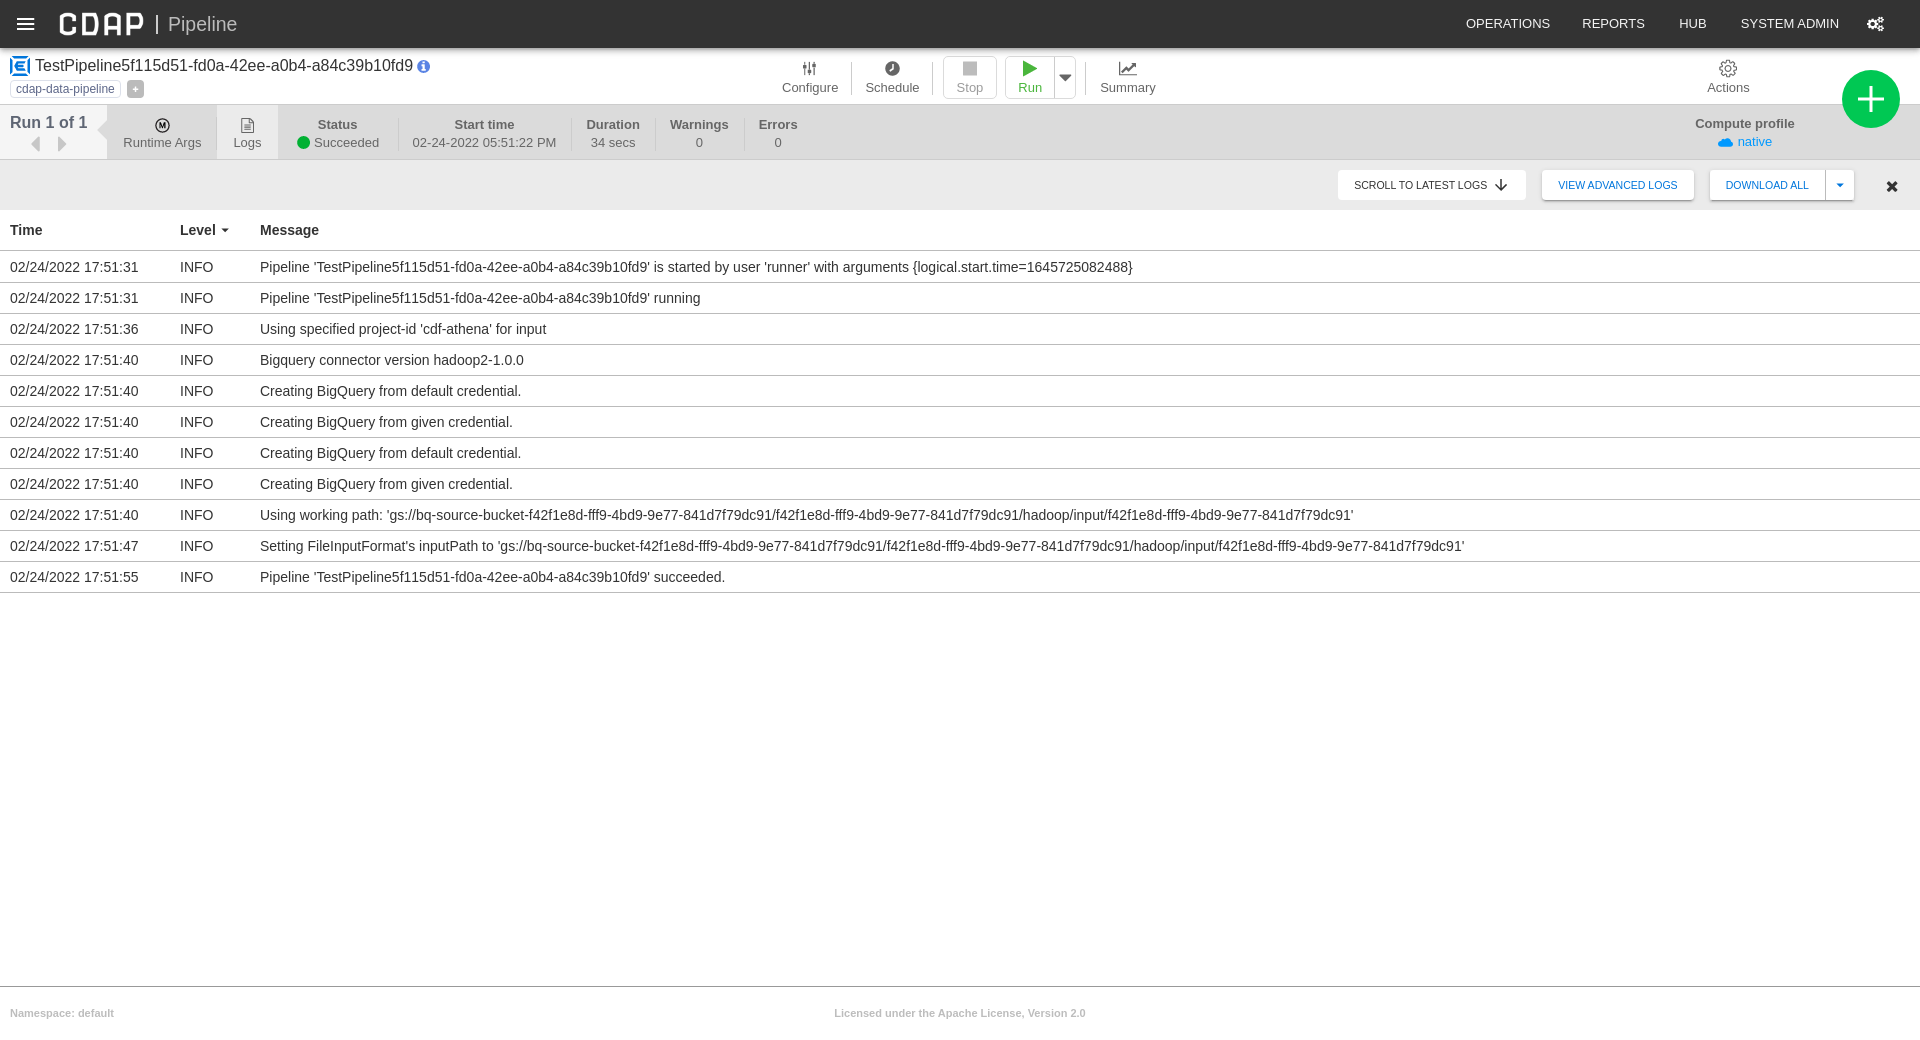 CDAP | Pipeline OPERATIONS REPORTS HUB SYSTEM ADMIN
TestPipeline5f115d51-fd0a-42ee-a0b4-a84c39b10fd9
cdap-data-pipeline +
Configure Schedule Stop Run Summary Actions
Run 1 of 1
Runtime Args Logs
Status Start time Duration Warnings Errors Compute profile
Succeeded 02-24-2022 05:51:22 PM 34 secs 0 0 native
SCROLL TO LATEST LOGS VIEW ADVANCED LOGS DOWNLOAD ALL
Time Level Message
02/24/2022 17:51:31 INFO Pipeline 'TestPipeline5f115d51-fd0a-42ee-a0b4-a84c39b10fd9' is started by user 'runner' with arguments {logical.start.time=1645725082488}
02/24/2022 17:51:31 INFO Pipeline 'TestPipeline5f115d51-fd0a-42ee-a0b4-a84c39b10fd9' running
02/24/2022 17:51:36 INFO Using specified project-id 'cdf-athena' for input
02/24/2022 17:51:40 INFO Bigquery connector version hadoop2-1.0.0
02/24/2022 17:51:40 INFO Creating BigQuery from default credential.
02/24/2022 17:51:40 INFO Creating BigQuery from given credential.
02/24/2022 17:51:40 INFO Creating BigQuery from default credential.
02/24/2022 17:51:40 INFO Creating BigQuery from given credential.
02/24/2022 17:51:40 INFO Using working path: 'gs://bq-source-bucket-f42f1e8d-fff9-4bd9-9e77-841d7f79dc91/f42f1e8d-fff9-4bd9-9e77-841d7f79dc91/hadoop/input/f42f1e8d-fff9-4bd9-9e77-841d7f79dc91'
02/24/2022 17:51:47 INFO Setting FileInputFormat's inputPath to 'gs://bq-source-bucket-f42f1e8d-fff9-4bd9-9e77-841d7f79dc91/f42f1e8d-fff9-4bd9-9e77-841d7f79dc91/hadoop/input/f42f1e8d-fff9-4bd9-9e77-841d7f79dc91'
02/24/2022 17:51:55 INFO Pipeline 'TestPipeline5f115d51-fd0a-42ee-a0b4-a84c39b10fd9' succeeded.
Namespace: default Licensed under the Apache License, Version 2.0